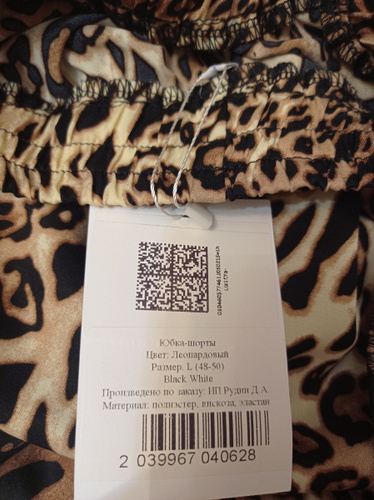 Юбка-шорты
Цвет: Леопардовый
Размер: L (48-50)
Black White
Произведено по заказу: ИП Рудин Д.А.
Материал: полиэстер, вискоза, эластан
2 039967 040628